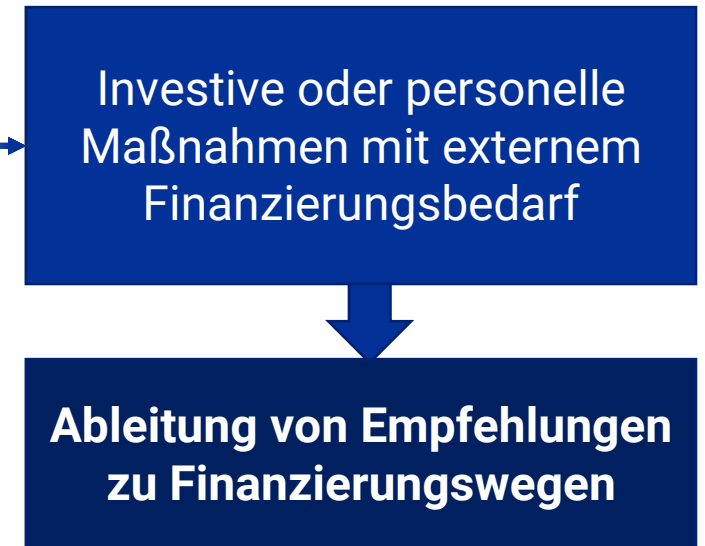 Investive oder personelle
Maßnahmen mit externem
Finanzierungsbedarf
Ableitung von Empfehlungen
zu Finanzierungswegen